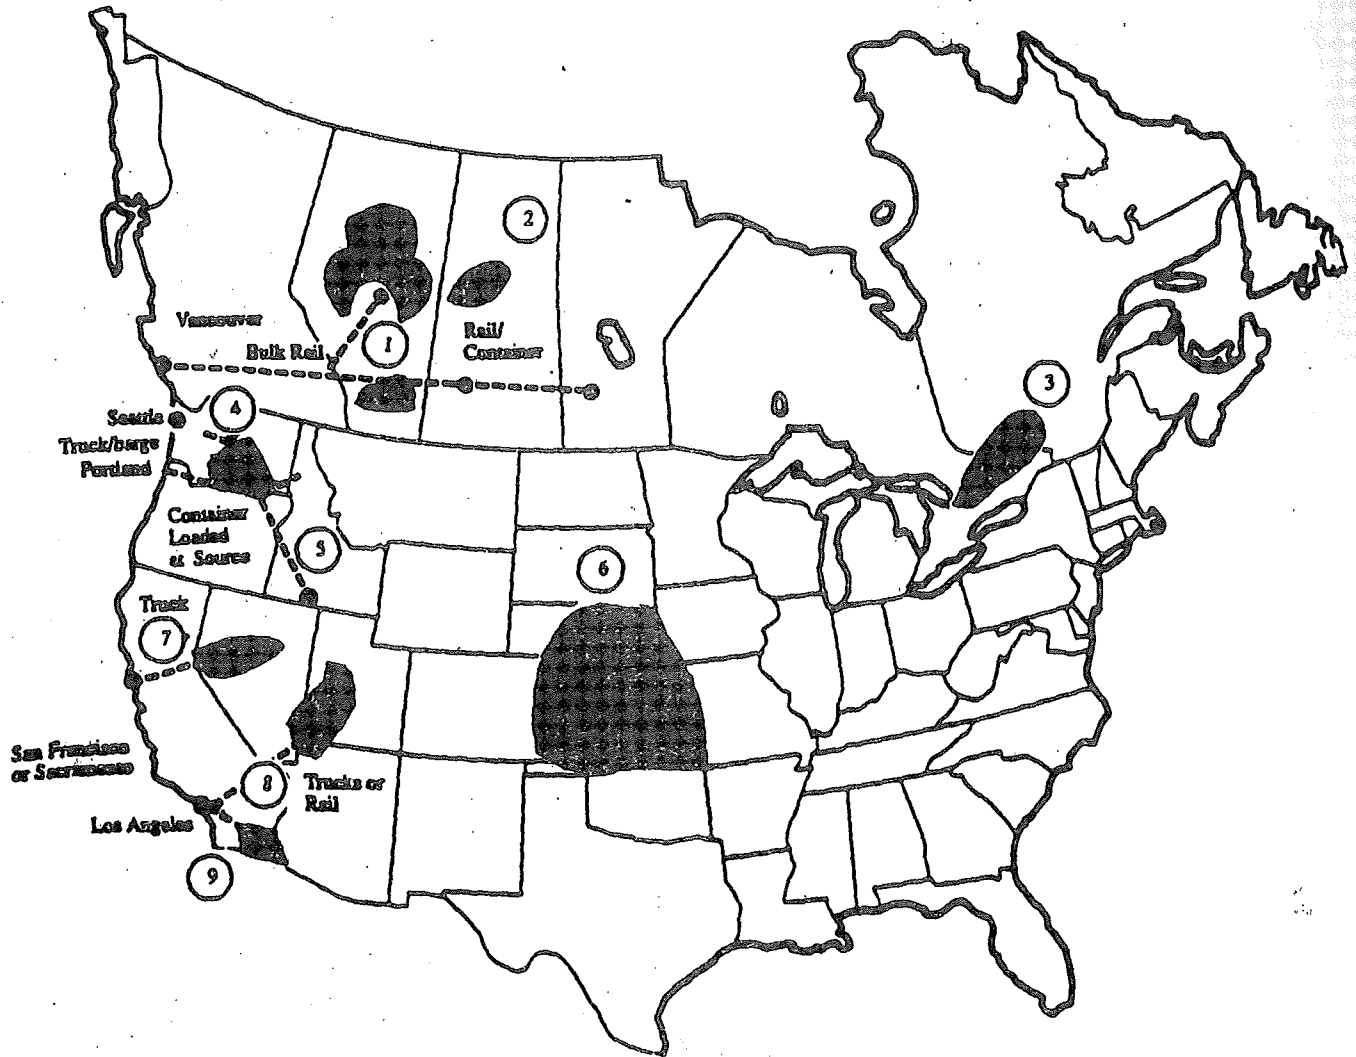 2
Vancouver
Bulk Rail
1
Rail/
Container
3
4
Seattle
Truck/barge
Portland
Container
Loaded
at Source
5
6
Truck
7
San Francisco
or Sacramento
8
Trucks or
Rail
Los Angeles
9